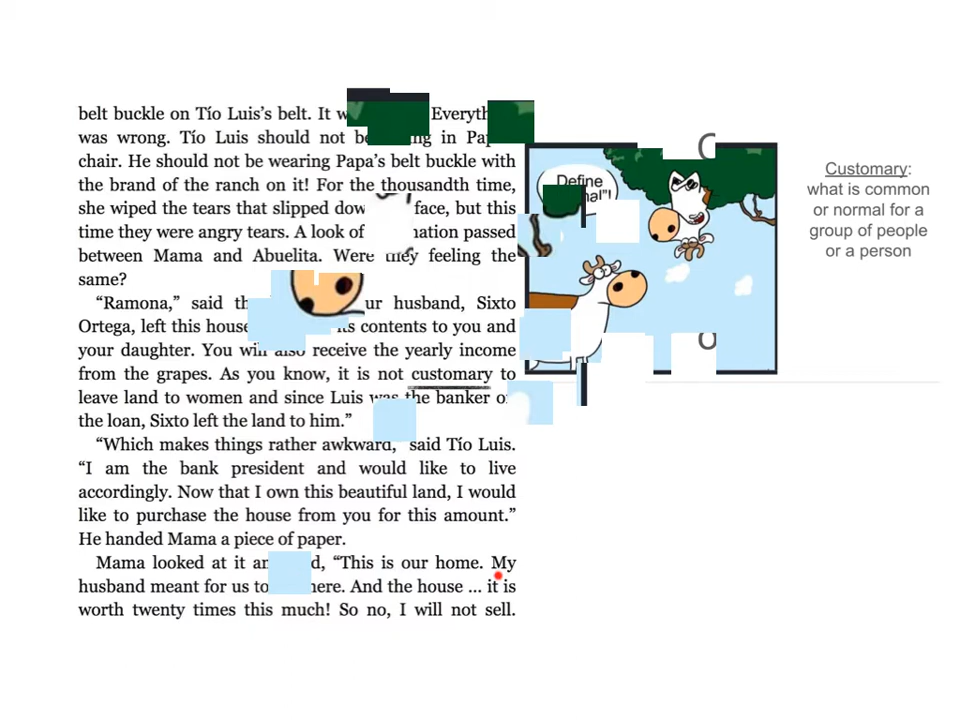 belt buckle on Tío Luis's belt. It
was wrong. Tío Luis should not in
chair. He should not be wearing Papa's belt buckle with
the brand of the ranch on it! For the thousandth time,
she wiped the tears that slipped face, but this
time they were angry tears. A look of passed
between Mama and Abuelita. Were they feeling the
same?
“Ramona,” said husband, Sixto
Ortega, left this house contents to you and
your daughter. You will also receive the yearly income
from the grapes. As you know, it is not customary to
leave land to women and since Luis was the banker
the loan, Sixto left the land to him.”
“Which makes things rather awkward,” said Tío Luis.
“I am the bank president and would like to live
accordingly. Now that I own this beautiful land, I would
like to purchase the house from you for this amount.”
He handed Mama a piece of paper.
Mama looked at it “This is our home. My
husband meant for us to And the house ... it is
worth twenty times this much! So no, I will not sell.
Define
Customary:
what is common
or normal for a
group of people
or a person